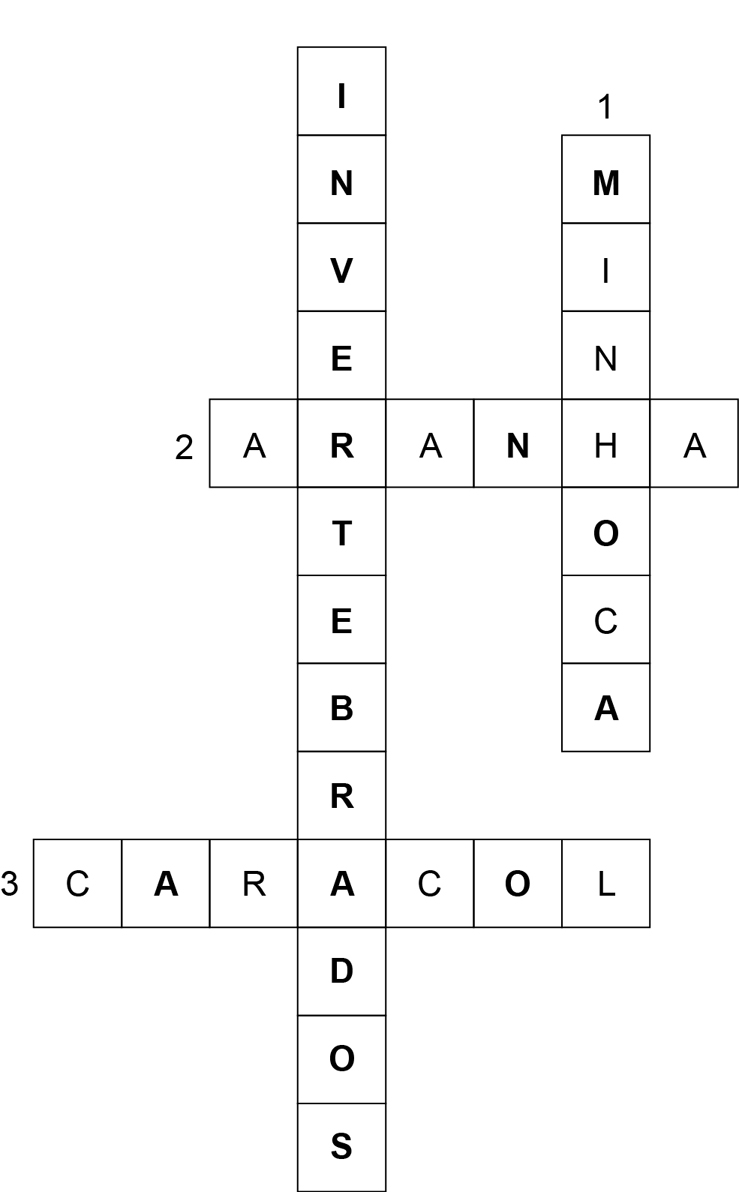 INVERTEBRADOS
1
MINHOCA
2 ARANHA
3 CARACOL